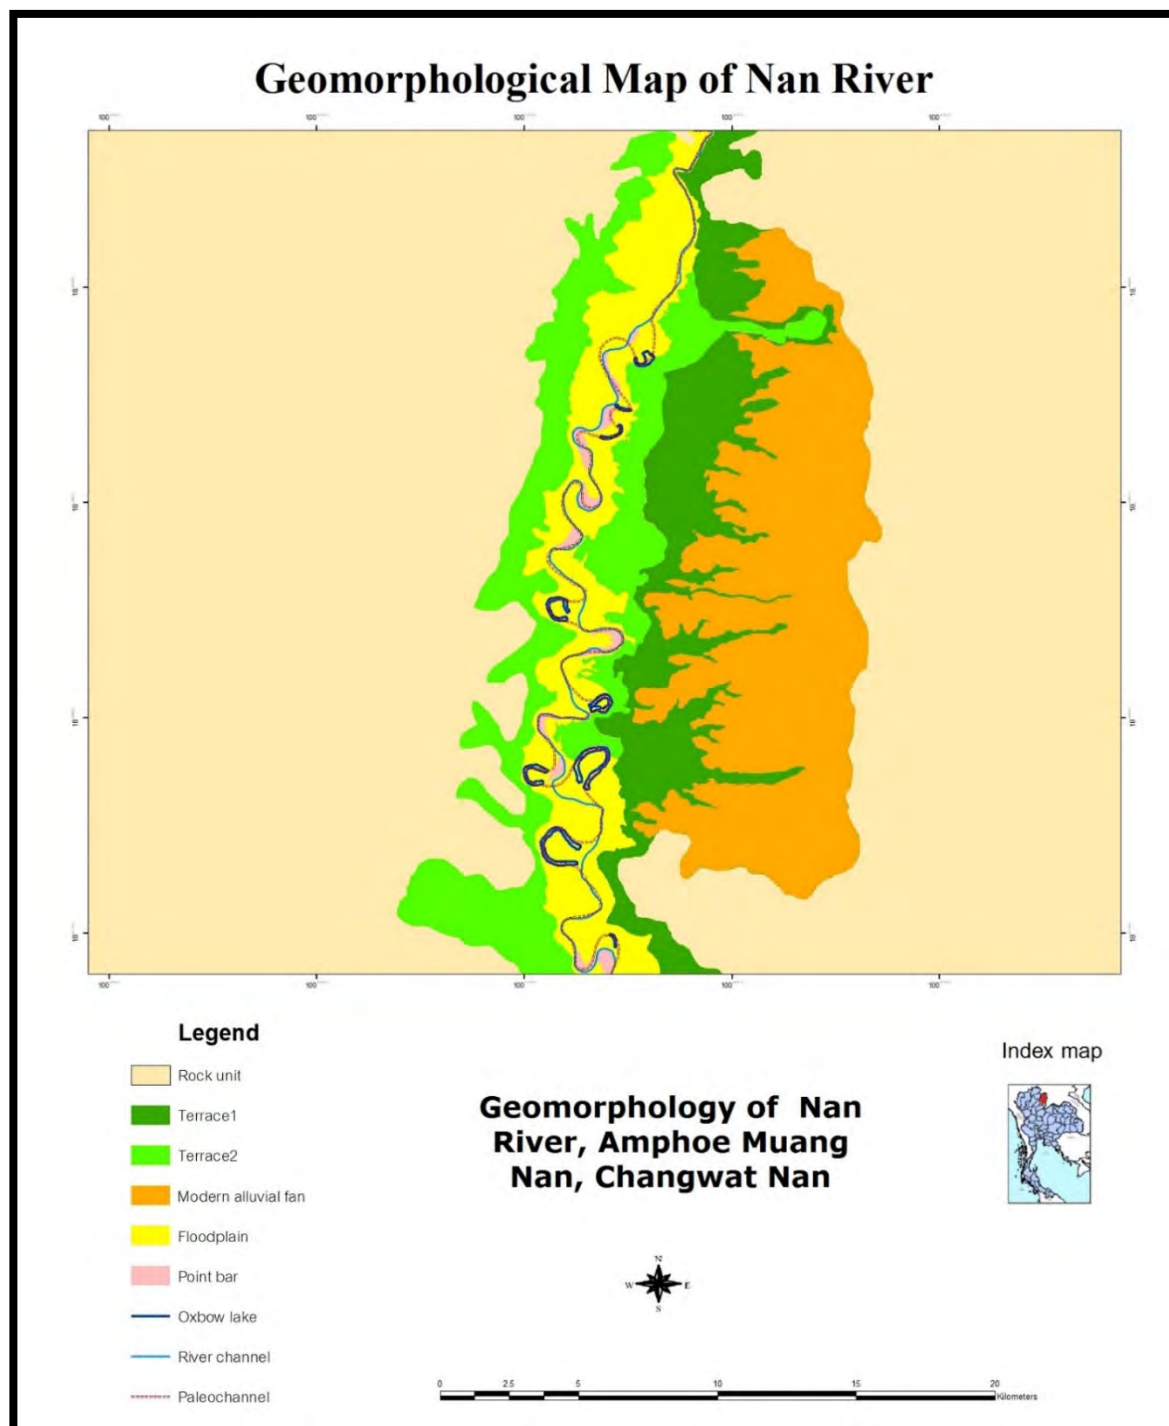 Geomorphological Map of Nan River
Legend
Rock unit
Terrace1
Terrace2
Modern alluvial fan
Floodplain
Point bar
Oxbow lake
River channel
Paleochannel
Geomorphology of Nan
River, Amphoe Muang
Nan, Changwat Nan
Index map
N
W E
S
0 2.5 5 10 15 20
Kilometers